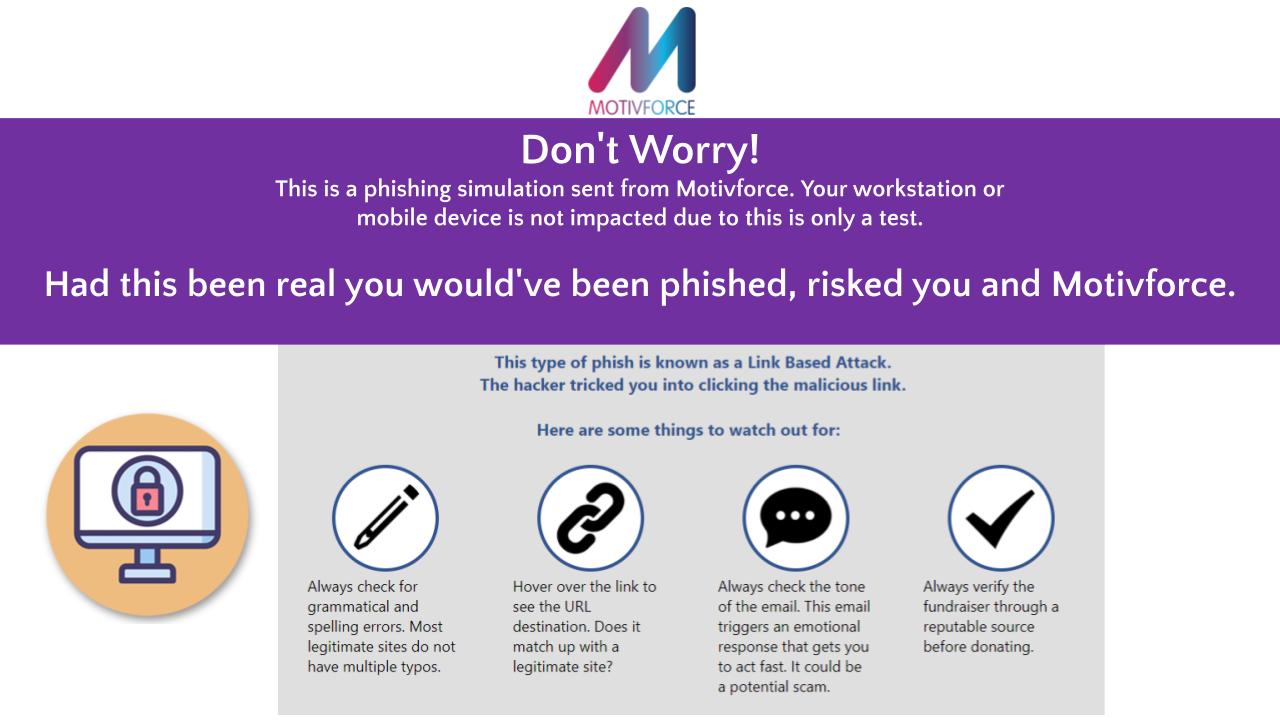 MOTIVFORCE
Don't Worry!
This is a phishing simulation sent from Motivforce. Your workstation or
mobile device is not impacted due to this is only a test.
Had this been real you would've been phished, risked you and Motivforce.
This type of phish is known as a Link Based Attack.
The hacker tricked you into clicking the malicious link.
Here are some things to watch out for:
Always check for
grammatical and
spelling errors. Most
legitimate sites do not
have multiple typos.
Hover over the link to
see the URL
destination. Does it
match up with a
legitimate site?
Always check the tone
of the email. This email
triggers an emotional
response that gets you
to act fast. It could be
a potential scam.
Always verify the
fundraiser through a
reputable source
before donating.